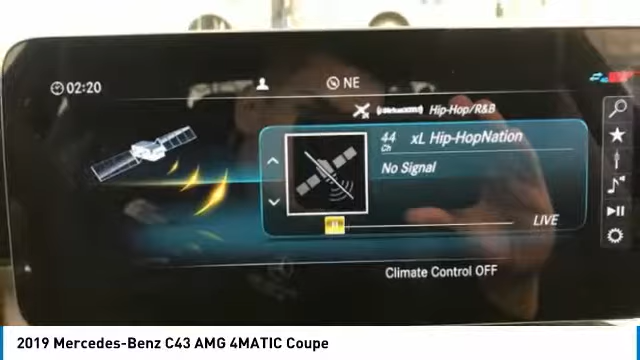 02:20
NE
SiriusXM Hip-Hop/R&B
44 xL Hip-HopNation
Ch
No Signal
LIVE
Climate Control OFF
2019 Mercedes-Benz C43 AMG 4MATIC Coupe